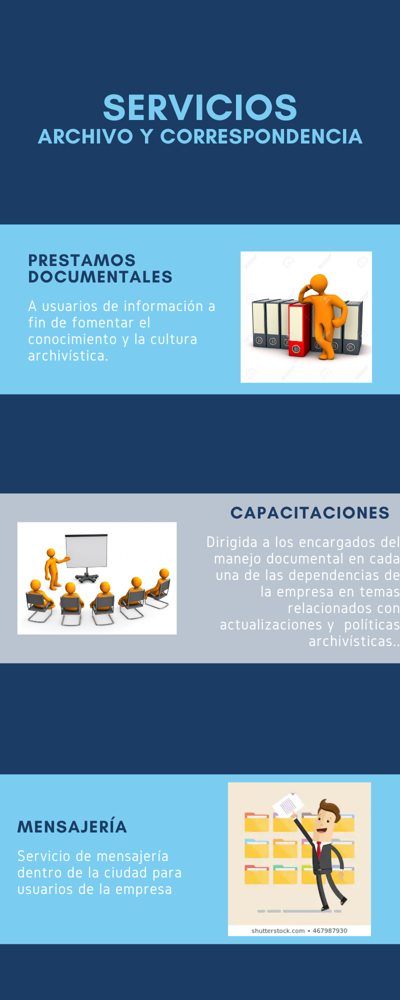 SERVICIOS
ARCHIVO Y CORRESPONDENCIA
PRESTAMOS
DOCUMENTALES
A usuarios de información a
fin de fomentar el
conocimiento y la cultura
archivística.
CAPACITACIONES
Dirigida a los encargados del
manejo documental en cada
una de las dependencias de
la empresa en temas
relacionados con
actualizaciones y  políticas
archivísticas..
MENSAJERÍA
Servicio de mensajería
dentro de la ciudad para
usuarios de la empresa
shutterstock.com • 467987930